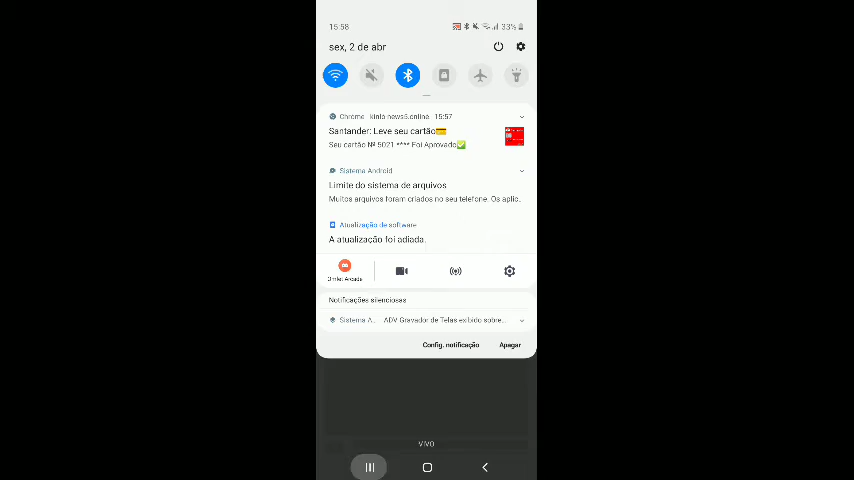 15:58
33%
sex, 2 de abr
Chrome · kinlo-news5.online · 15:57
Santander: Leve seu cartão💳
Seu cartão Nº 5021 **** Foi Aprovado✅
Sistema Android
Limite do sistema de arquivos
Muitos arquivos foram criados no seu telefone. Os aplic..
Atualização de software
A atualização foi adiada.
Notificações silenciosas
Sistema A.. ADV Gravador de Telas exibido sobre...
Config. notificação
Apagar
VIVO